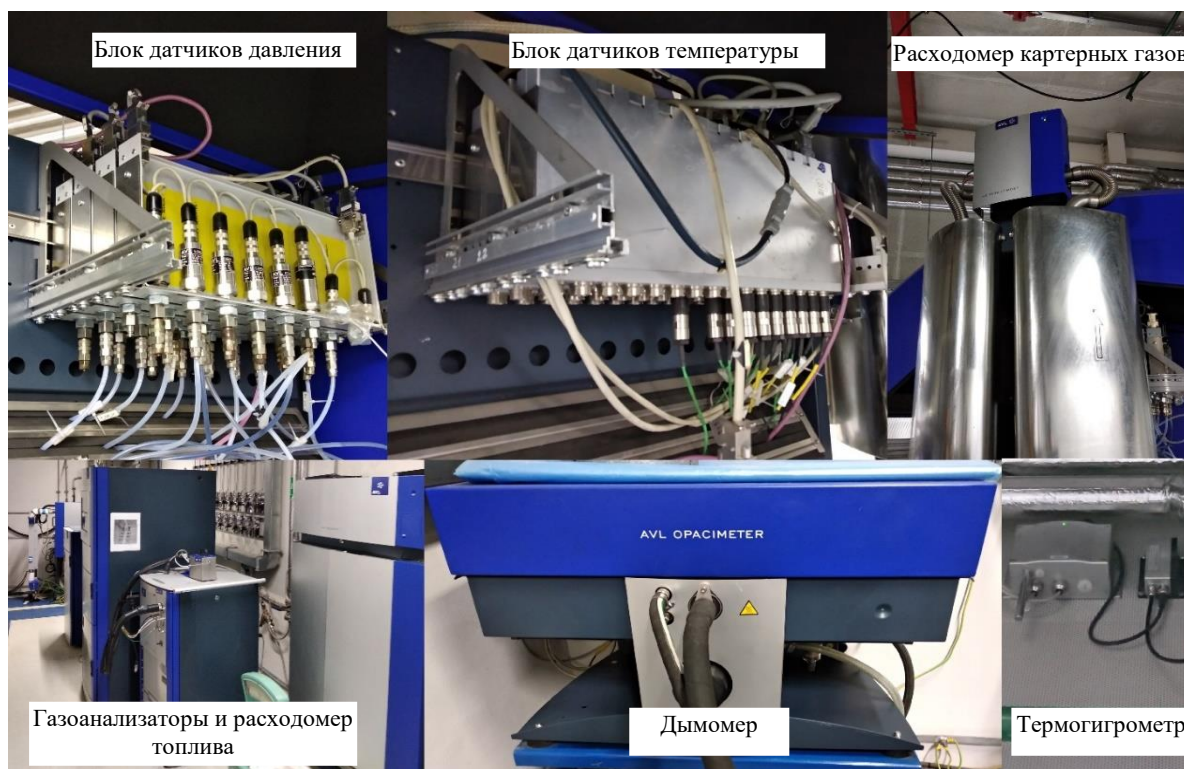 Блок датчиков давления
Блок датчиков температуры
Расходомер картерных газов
AVL OPACIMETER
Газоанализаторы и расходомер
топлива
Дымомер
Термогигрометр